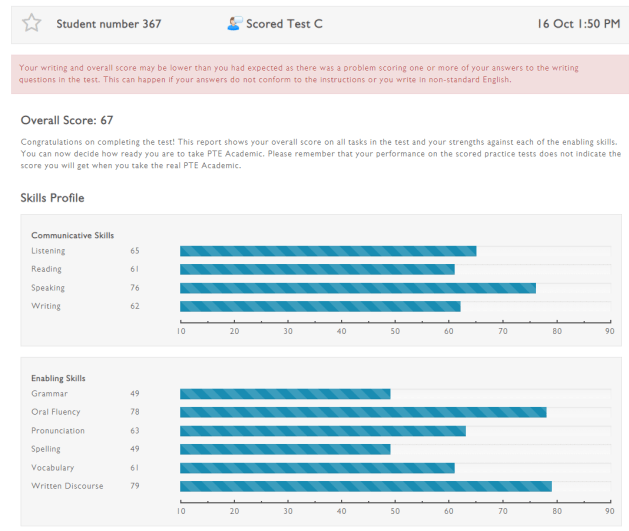 Student number 367 Scored Test C 16 Oct 1:50 PM
Your writing and overall score may be lower than you had expected as there was a problem scoring one or more of your answers to the writing
questions in the test. This can happen if your answers do not conform to the instructions or you write in non-standard English.
Overall Score: 67
Congratulations on completing the test! This report shows your overall score on all tasks in the test and your strengths against each of the enabling skills.
You can now decide how ready you are to take PTE Academic. Please remember that your performance on the scored practice tests does not indicate the
score you will get when you take the real PTE Academic.
Skills Profile
Communicative Skills
Listening 65
Reading 61
Speaking 76
Writing 62
10 20 30 40 50 60 70 80 90
Enabling Skills
Grammar 49
Oral Fluency 78
Pronunciation 63
Spelling 49
Vocabulary 61
Written Discourse 79
10 20 30 40 50 60 70 80 90